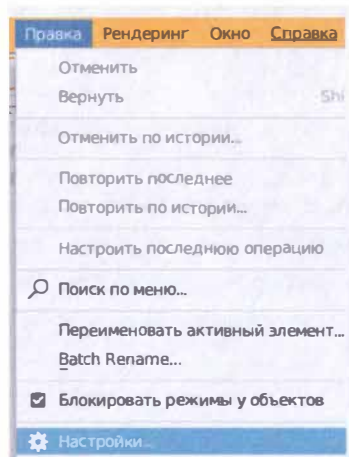 Правка Рендеринг Окно Справка
Отменить
Вернуть Shi
Отменить по истории...
Повторить последнее
Повторить по истории...
Настроить последнюю операцию
Поиск по меню...
Переименовать активный элемент...
Batch Rename...
Блокировать режимы у объектов
Настройки...